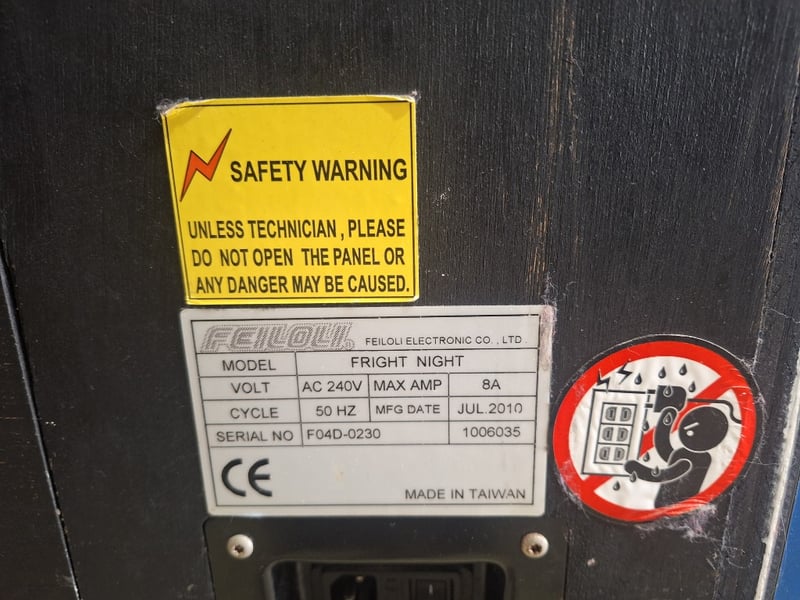 SAFETY WARNING
UNLESS TECHNICIAN , PLEASE
DO NOT OPEN THE PANEL OR
ANY DANGER MAY BE CAUSED.
FEILOLI® FEILOLI ELECTRONIC CO. , LTD.
MODEL FRIGHT NIGHT
VOLT AC 240V MAX AMP 8A
CYCLE 50 HZ MFG DATE JUL.2010
SERIAL NO F04D-0230 1006035
CE
MADE IN TAIWAN